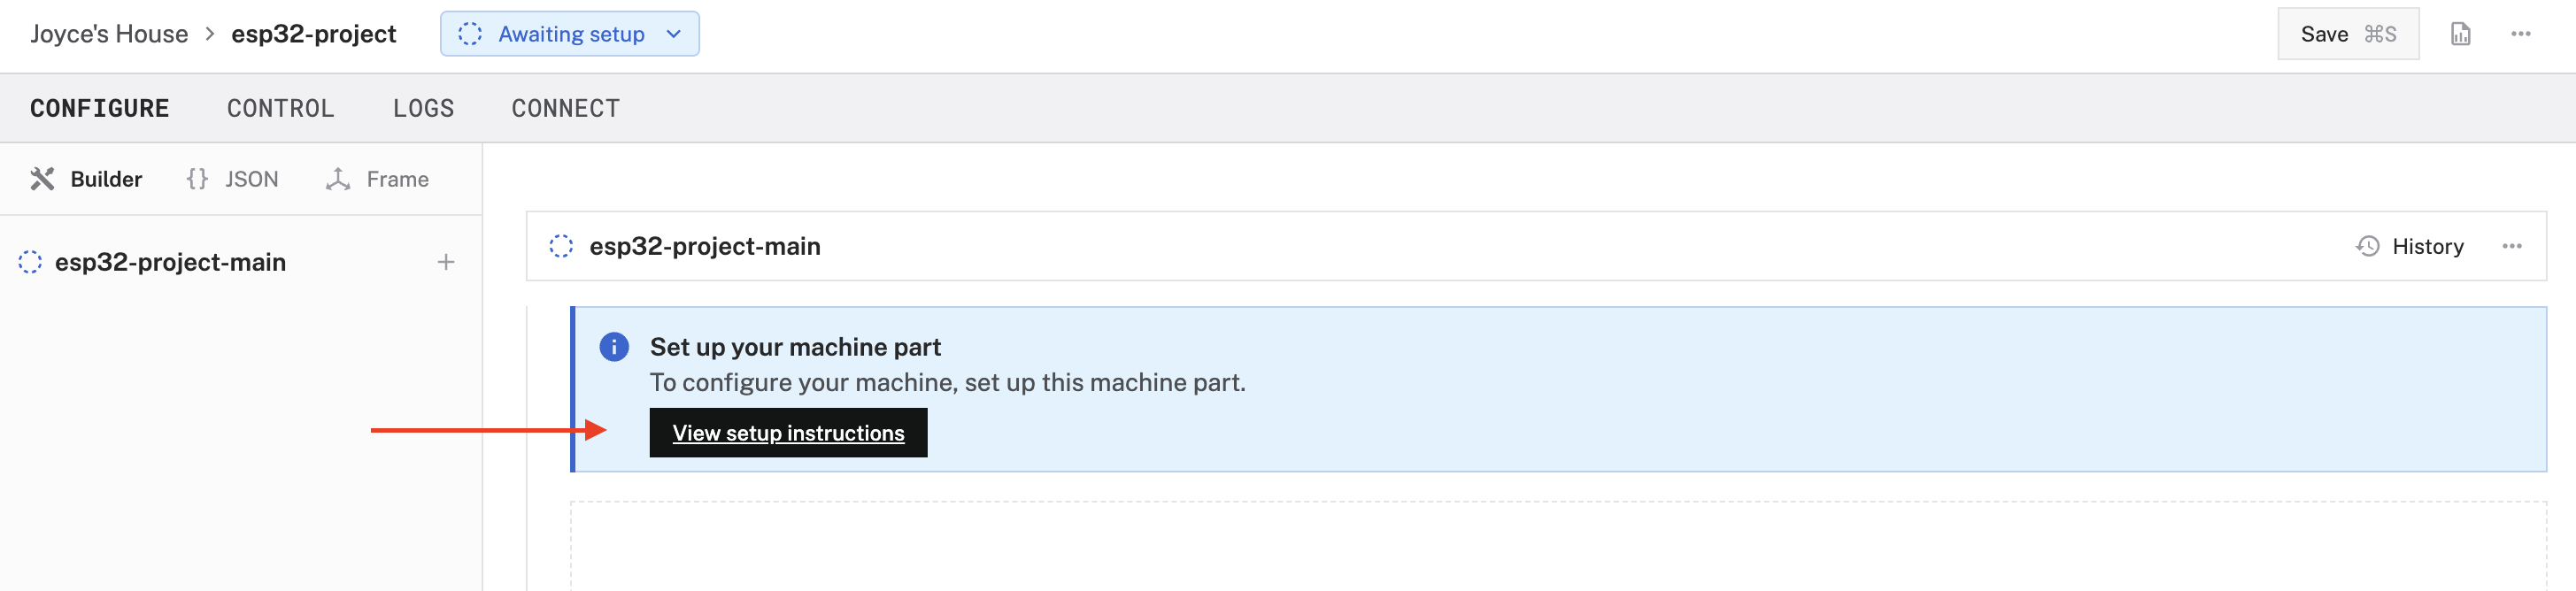 Joyce's House > esp32-project Awaiting setup Save ⌘S
CONFIGURE CONTROL LOGS CONNECT
Builder {} JSON Frame
esp32-project-main
esp32-project-main History
Set up your machine part
To configure your machine, set up this machine part.
View setup instructions